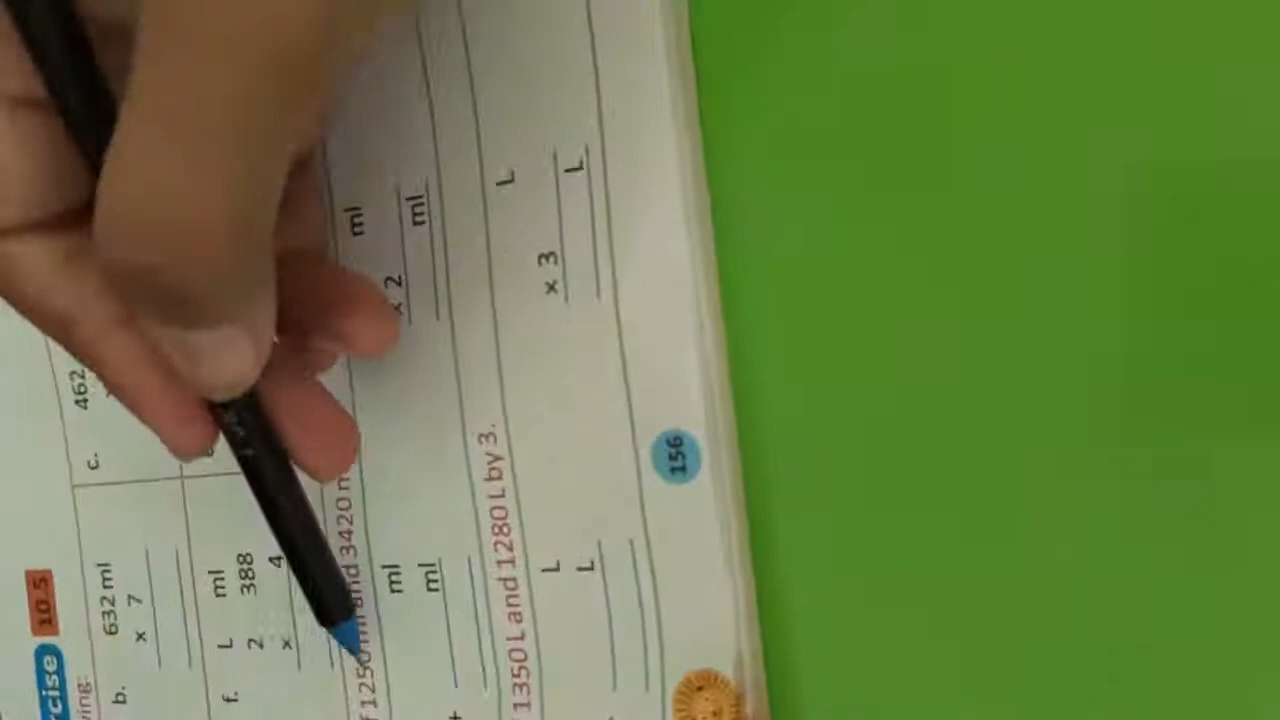 rcise 10.5
ving:
b. 632 ml
x 7
c. 462
f. L ml
2 388
x 4
f 1250 ml and 3420 m
ml
+ ml
ml
x 2
ml
1350 L and 1280 L by 3.
L
L
L
x 3
L
156